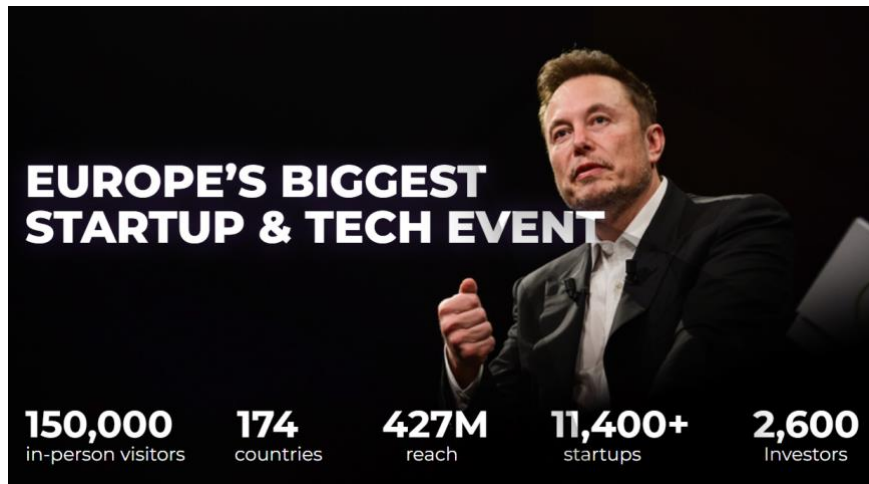 EUROPE’S BIGGEST
STARTUP & TECH EVENT
150,000 174 427M 11,400+ 2,600
in-person visitors countries reach startups Investors